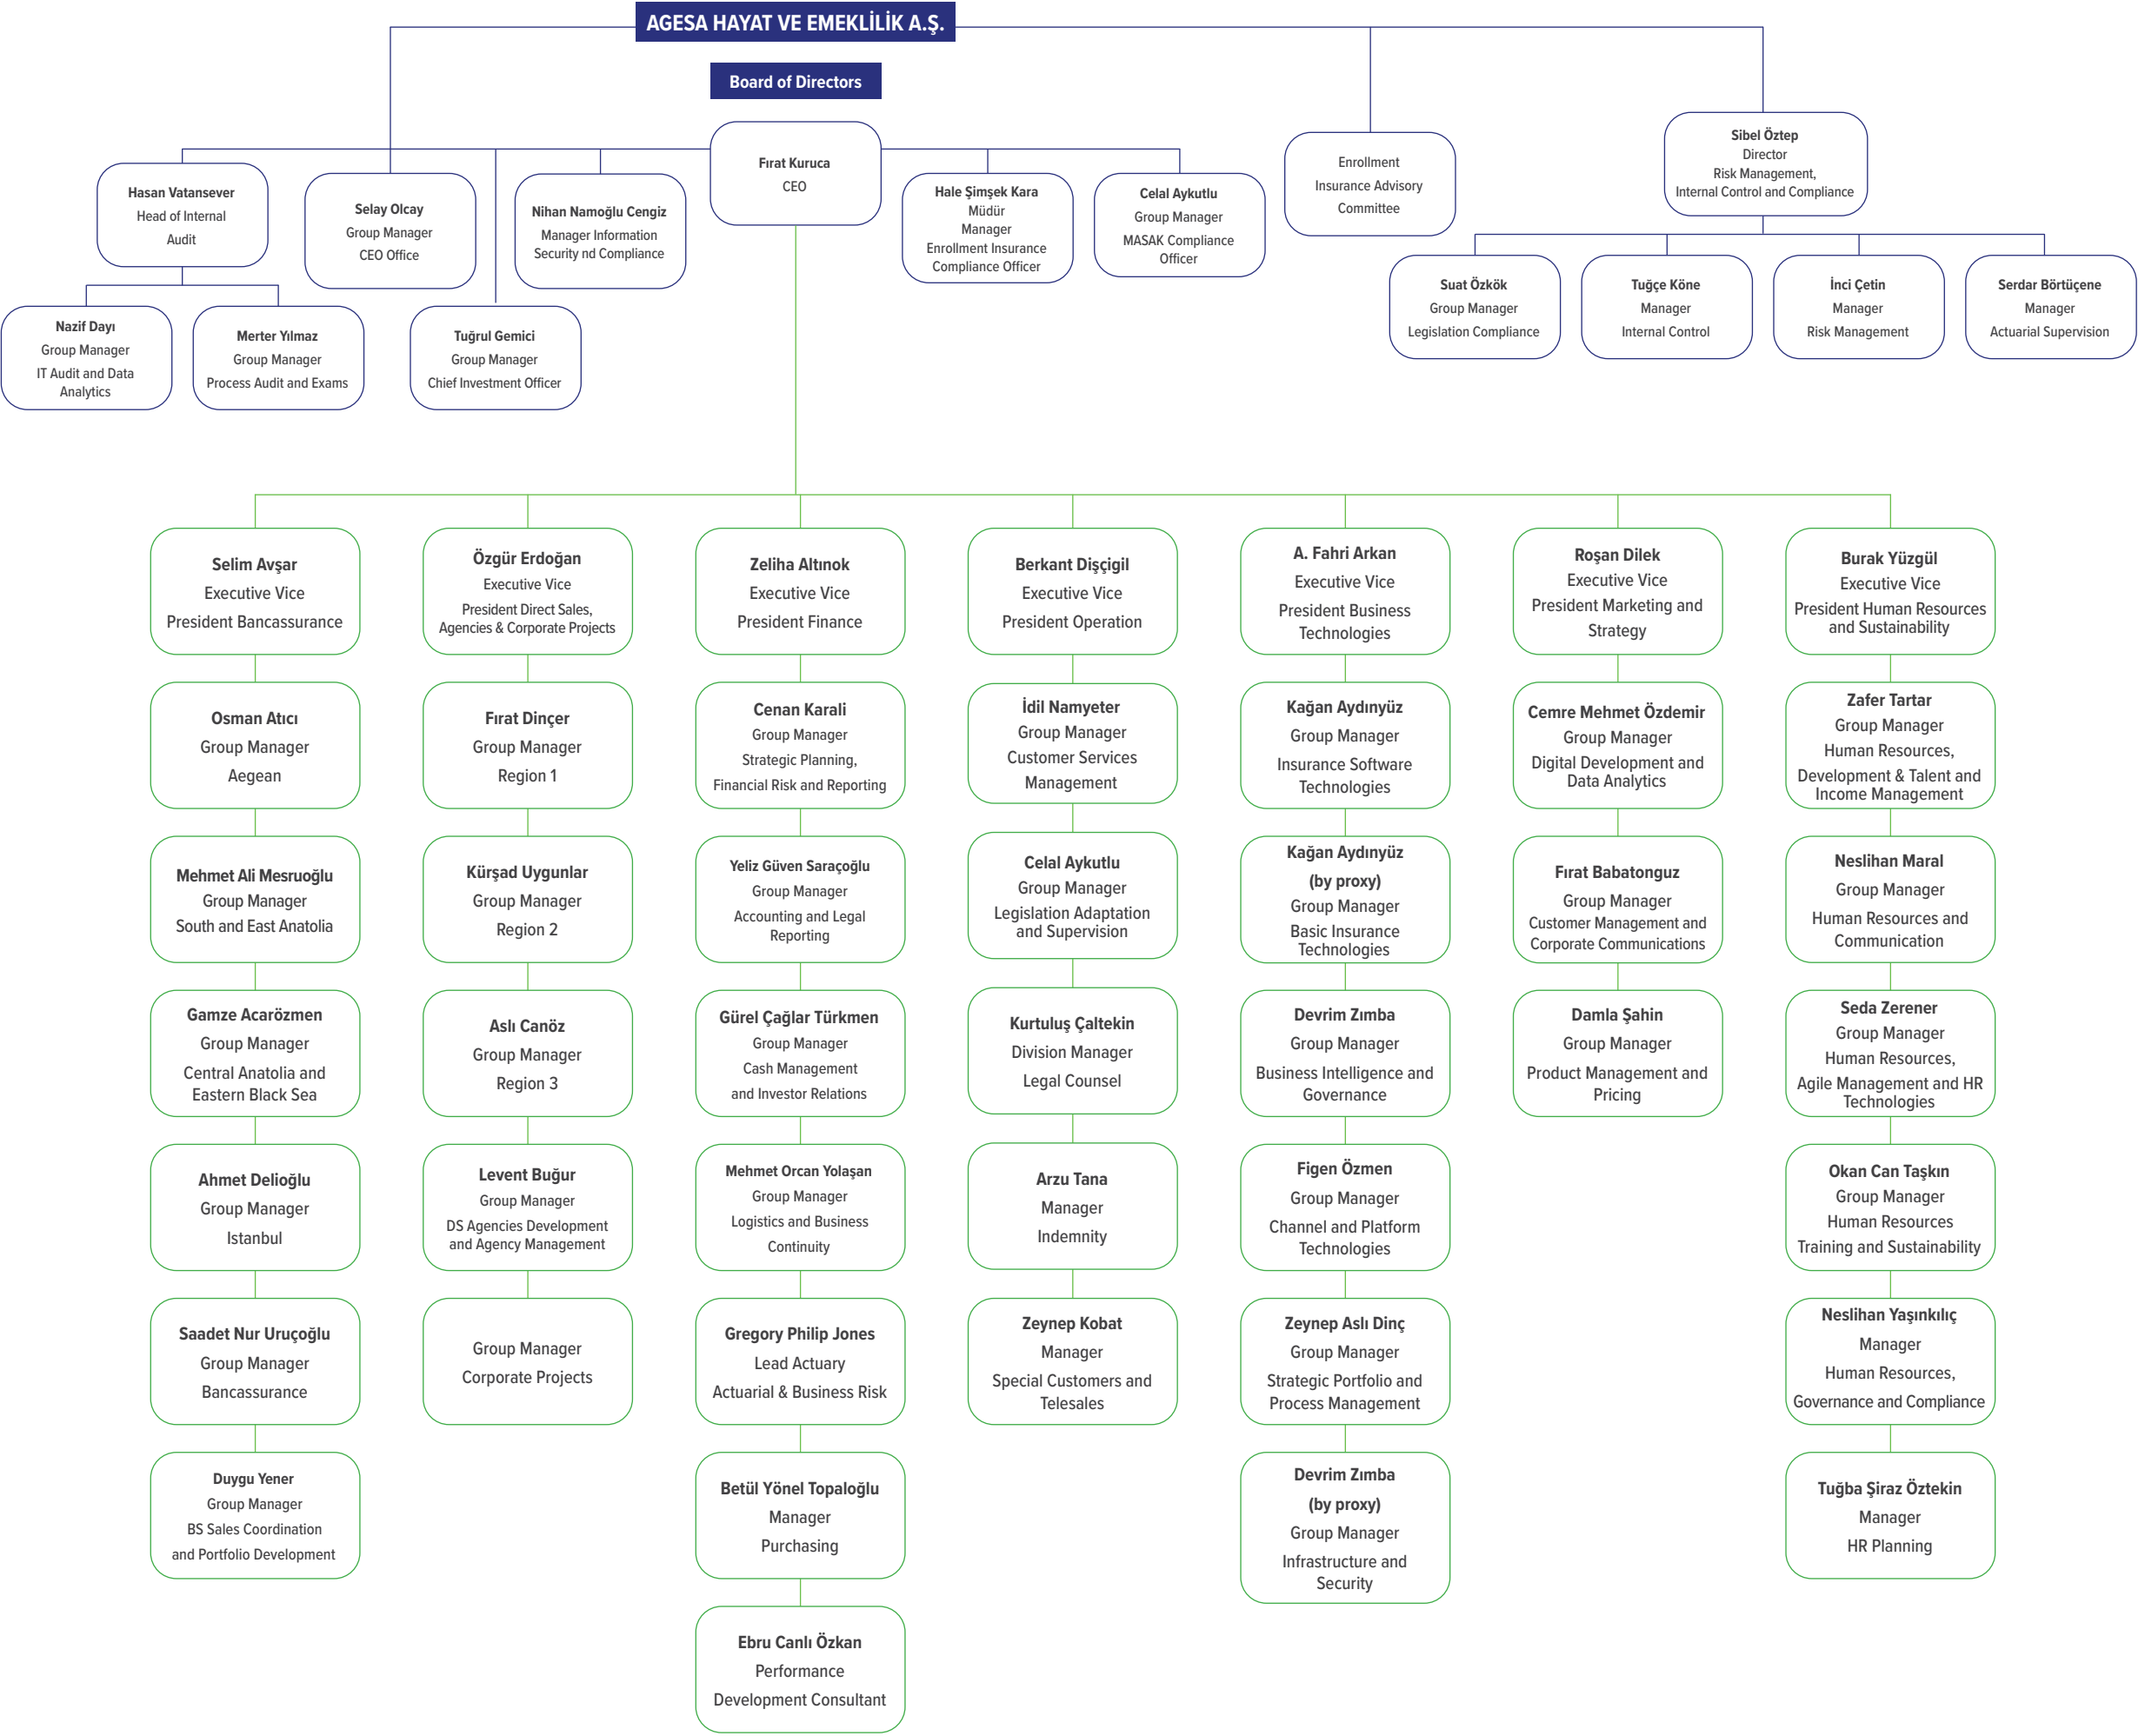 AGESA HAYAT VE EMEKLİLİK A.Ş.
Board of Directors
Fırat Kuruca
CEO
Hasan Vatansever
Head of Internal
Audit
Selay Olcay
Group Manager
CEO Office
Nihan Namoğlu Cengiz
Manager Information
Security nd Compliance
Hale Şimşek Kara
Müdür
Manager
Enrollment Insurance
Compliance Officer
Celal Aykutlu
Group Manager
MASAK Compliance
Officer
Enrollment
Insurance Advisory
Committee
Sibel Öztep
Director
Risk Management,
Internal Control and Compliance
Nazif Dayı
Group Manager
IT Audit and Data
Analytics
Merter Yılmaz
Group Manager
Process Audit and Exams
Tuğrul Gemici
Group Manager
Chief Investment Officer
Suat Özkök
Group Manager
Legislation Compliance
Tuğçe Köne
Manager
Internal Control
İnci Çetin
Manager
Risk Management
Serdar Börtüçene
Manager
Actuarial Supervision
Selim Avşar
Executive Vice
President Bancassurance
Osman Atıcı
Group Manager
Aegean
Mehmet Ali Mesruoğlu
Group Manager
South and East Anatolia
Gamze Acarözmen
Group Manager
Central Anatolia and
Eastern Black Sea
Ahmet Delioğlu
Group Manager
Istanbul
Saadet Nur Uruçoğlu
Group Manager
Bancassurance
Duygu Yener
Group Manager
BS Sales Coordination
and Portfolio Development
Özgür Erdoğan
Executive Vice
President Direct Sales,
Agencies & Corporate Projects
Fırat Dinçer
Group Manager
Region 1
Kürşad Uygunlar
Group Manager
Region 2
Aslı Canöz
Group Manager
Region 3
Levent Buğur
Group Manager
DS Agencies Development
and Agency Management
Group Manager
Corporate Projects
Zeliha Altınok
Executive Vice
President Finance
Cenan Karali
Group Manager
Strategic Planning,
Financial Risk and Reporting
Yeliz Güven Saraçoğlu
Group Manager
Accounting and Legal
Reporting
Gürel Çağlar Türkmen
Group Manager
Cash Management
and Investor Relations
Mehmet Orcan Yolaşan
Group Manager
Logistics and Business
Continuity
Gregory Philip Jones
Lead Actuary
Actuarial & Business Risk
Betül Yönel Topaloğlu
Manager
Purchasing
Ebru Canlı Özkan
Performance
Development Consultant
Berkant Dişçigil
Executive Vice
President Operation
İdil Namyeter
Group Manager
Customer Services
Management
Celal Aykutlu
Group Manager
Legislation Adaptation
and Supervision
Kurtuluş Çaltekin
Division Manager
Legal Counsel
Arzu Tana
Manager
Indemnity
Zeynep Kobat
Manager
Special Customers and
Telesales
A. Fahri Arkan
Executive Vice
President Business
Technologies
Kağan Aydınyüz
Group Manager
Insurance Software
Technologies
Kağan Aydınyüz
(by proxy)
Group Manager
Basic Insurance
Technologies
Devrim Zımba
Group Manager
Business Intelligence and
Governance
Figen Özmen
Group Manager
Channel and Platform
Technologies
Zeynep Aslı Dinç
Group Manager
Strategic Portfolio and
Process Management
Devrim Zımba
(by proxy)
Group Manager
Infrastructure and
Security
Roşan Dilek
Executive Vice
President Marketing and
Strategy
Cemre Mehmet Özdemir
Group Manager
Digital Development and
Data Analytics
Fırat Babatonguz
Group Manager
Customer Management and
Corporate Communications
Damla Şahin
Group Manager
Product Management and
Pricing
Burak Yüzgül
Executive Vice
President Human Resources
and Sustainability
Zafer Tartar
Group Manager
Human Resources,
Development & Talent and
Income Management
Neslihan Maral
Group Manager
Human Resources and
Communication
Seda Zerener
Group Manager
Human Resources,
Agile Management and HR
Technologies
Okan Can Taşkın
Group Manager
Human Resources
Training and Sustainability
Neslihan Yaşınkılıç
Manager
Human Resources,
Governance and Compliance
Tuğba Şiraz Öztekin
Manager
HR Planning